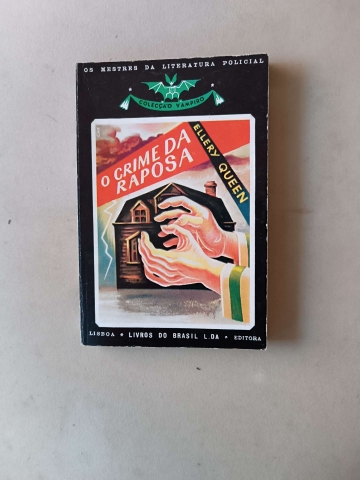 OS MESTRES DA LITERATURA POLICIAL
COLECÇÃO VAMPIRO
O CRIME DA
RAPOSA
ELLERY QUEEN
LISBOA • LIVROS DO BRASIL L.DA • EDITORA